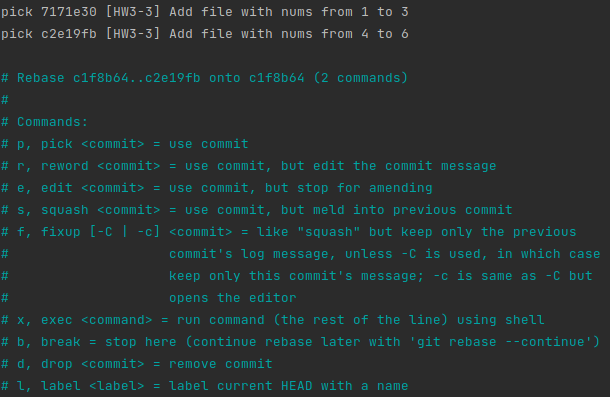 pick 7171e30 [HW3-3] Add file with nums from 1 to 3
pick c2e19fb [HW3-3] Add file with nums from 4 to 6
# Rebase c1f8b64..c2e19fb onto c1f8b64 (2 commands)
#
# Commands:
# p, pick <commit> = use commit
# r, reword <commit> = use commit, but edit the commit message
# e, edit <commit> = use commit, but stop for amending
# s, squash <commit> = use commit, but meld into previous commit
# f, fixup [-C | -c] <commit> = like "squash" but keep only the previous
#                    commit's log message, unless -C is used, in which case
#                    keep only this commit's message; -c is same as -C but
#                    opens the editor
# x, exec <command> = run command (the rest of the line) using shell
# b, break = stop here (continue rebase later with 'git rebase --continue')
# d, drop <commit> = remove commit
# l, label <label> = label current HEAD with a name